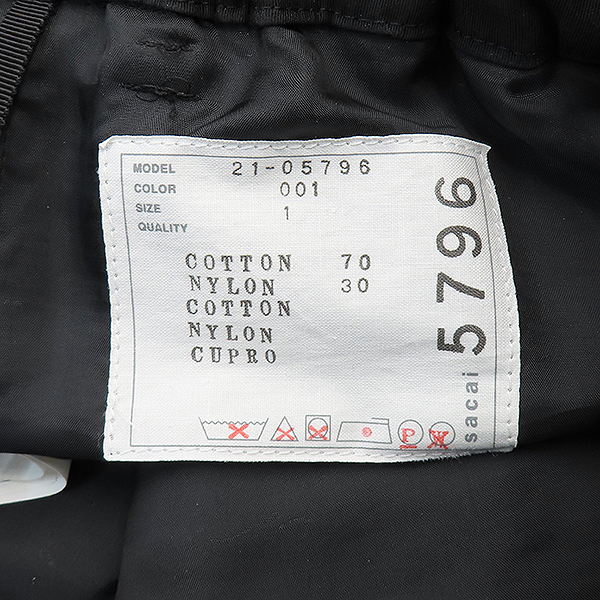 MODEL 21-05796
COLOR 001
SIZE 1
QUALITY
COTTON 70
NYLON 30
COTTON
NYLON
CUPRO
P W
sacai 5796